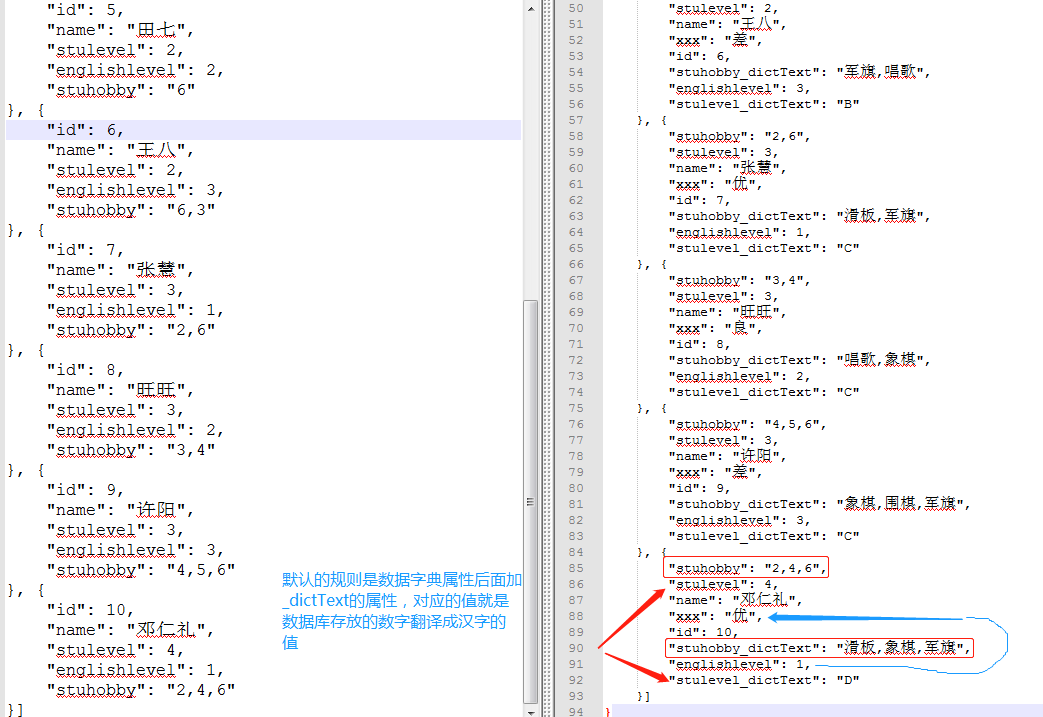 "id": 5,
"name": "田七",
"stulevel": 2,
"englishlevel": 2,
"stuhobby": "6"
}, {
"id": 6,
"name": "王八",
"stulevel": 2,
"englishlevel": 3,
"stuhobby": "6,3"
}, {
"id": 7,
"name": "张慧",
"stulevel": 3,
"englishlevel": 1,
"stuhobby": "2,6"
}, {
"id": 8,
"name": "旺旺",
"stulevel": 3,
"englishlevel": 2,
"stuhobby": "3,4"
}, {
"id": 9,
"name": "许阳",
"stulevel": 3,
"englishlevel": 3,
"stuhobby": "4,5,6"
}, {
"id": 10,
"name": "邓仁礼",
"stulevel": 4,
"englishlevel": 1,
"stuhobby": "2,4,6"
}]
默认的规则是数据字典属性后面加
_dictText的属性，对应的值就是
数据库存放的数字翻译成汉字的
值
50 "stulevel": 2,
51 "name": "王八",
52 "xxx": "差",
53 "id": 6,
54 "stuhobby_dictText": "军旗,唱歌",
55 "englishlevel": 3,
56 "stulevel_dictText": "B"
57 }, {
58 "stuhobby": "2,6",
59 "stulevel": 3,
60 "name": "张慧",
61 "xxx": "优",
62 "id": 7,
63 "stuhobby_dictText": "滑板,军旗",
64 "englishlevel": 1,
65 "stulevel_dictText": "C"
66 }, {
67 "stuhobby": "3,4",
68 "stulevel": 3,
69 "name": "旺旺",
70 "xxx": "良",
71 "id": 8,
72 "stuhobby_dictText": "唱歌,象棋",
73 "englishlevel": 2,
74 "stulevel_dictText": "C"
75 }, {
76 "stuhobby": "4,5,6",
77 "stulevel": 3,
78 "name": "许阳",
79 "xxx": "差",
80 "id": 9,
81 "stuhobby_dictText": "象棋,围棋,军旗",
82 "englishlevel": 3,
83 "stulevel_dictText": "C"
84 }, {
85 "stuhobby": "2,4,6",
86 "stulevel": 4,
87 "name": "邓仁礼",
88 "xxx": "优",
89 "id": 10,
90 "stuhobby_dictText": "滑板,象棋,军旗",
91 "englishlevel": 1,
92 "stulevel_dictText": "D"
93 }]
94 }